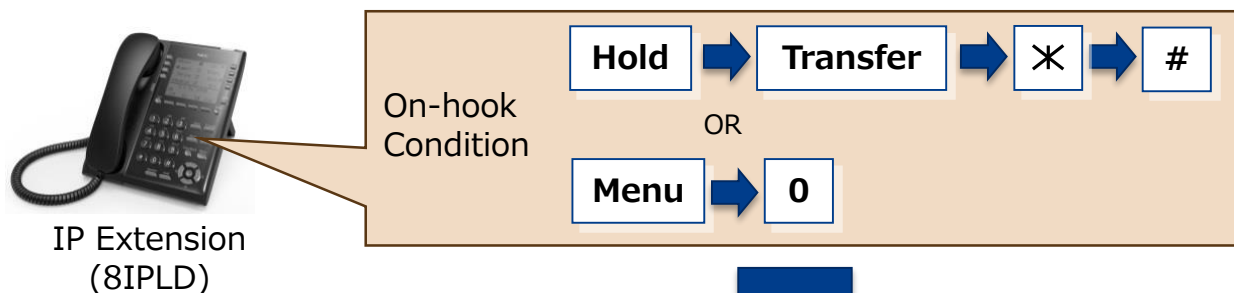 Hold
Transfer
*
#
On-hook
Condition
OR
Menu
0
IP Extension
(8IPLD)